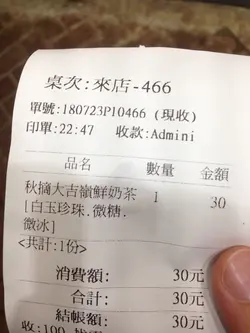 桌次:來店-466
單號:180723P10466 (現收)
印單:22:47 收款:Admini
品名 數量 金額
秋摘大吉嶺鮮奶茶 1 30
[白玉珍珠.微糖.
微冰]
<共計:1份>
消費額: 30元
合計: 30元
結帳額: 30元
收:100